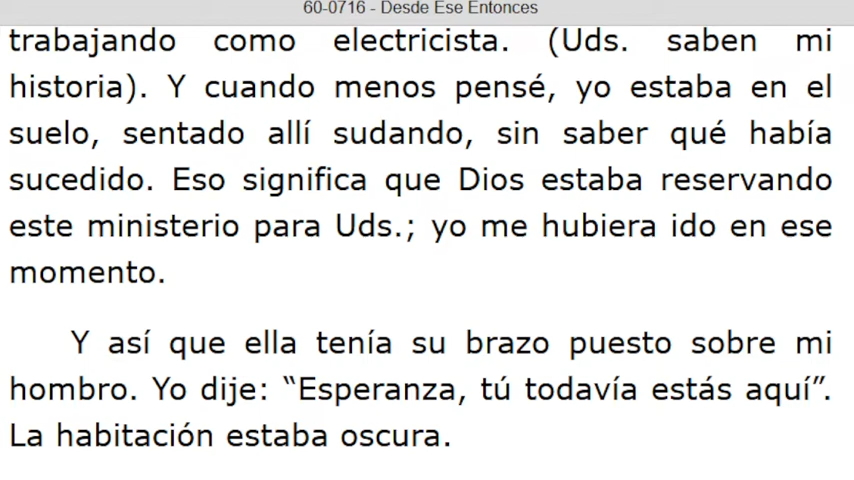 60-0716 - Desde Ese Entonces
trabajando como electricista. (Uds. saben mi
historia). Y cuando menos pensé, yo estaba en el
suelo, sentado allí sudando, sin saber qué había
sucedido. Eso significa que Dios estaba reservando
este ministerio para Uds.; yo me hubiera ido en ese
momento.
Y así que ella tenía su brazo puesto sobre mi
hombro. Yo dije: “Esperanza, tú todavía estás aquí”.
La habitación estaba oscura.